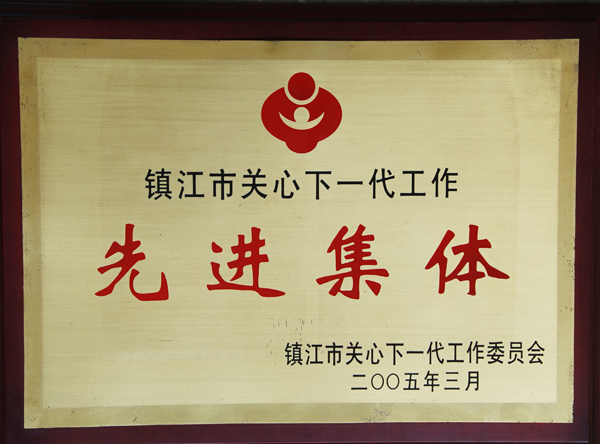 镇江市关心下一代工作
先进集体
镇江市关心下一代工作委员会
二〇〇五年三月